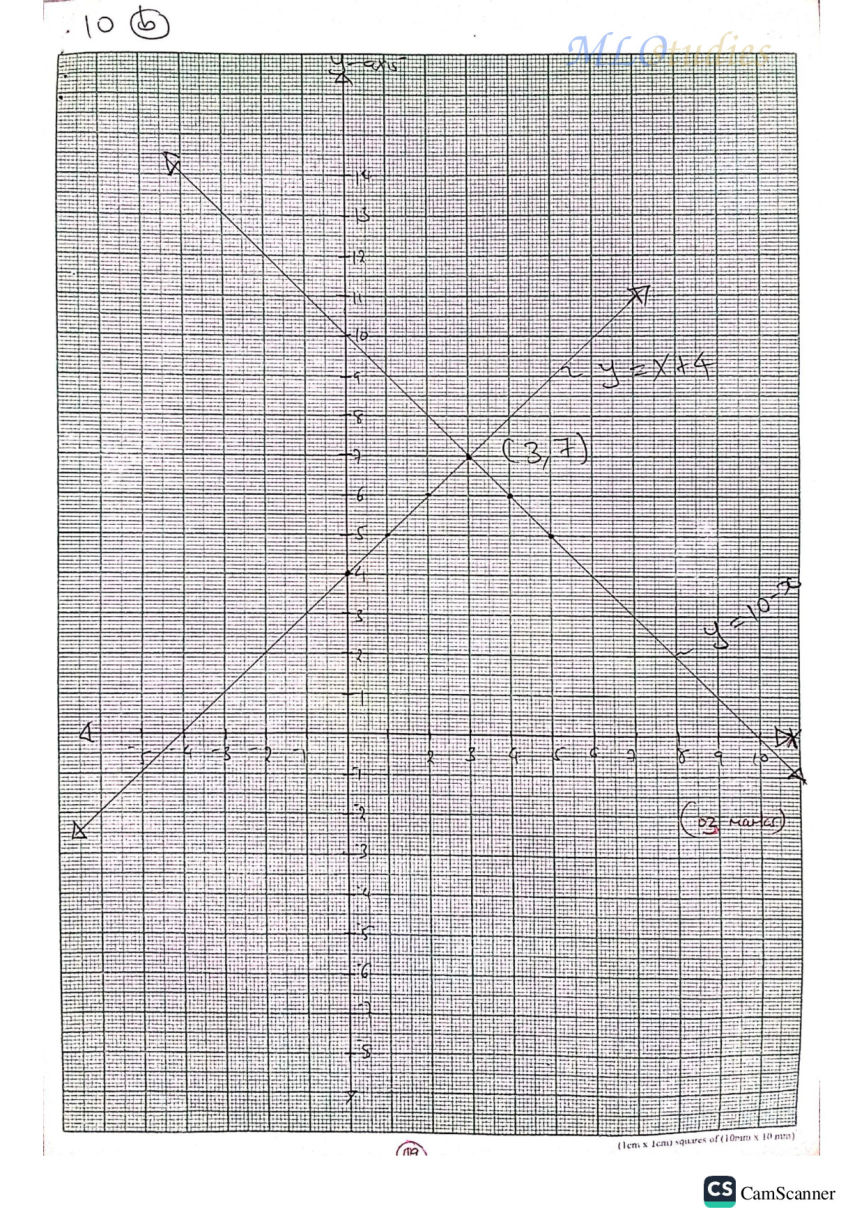 10 (b)
MLOtudies
y-axis
14
13
12
11
10
9
y = x+4
8
7
(3,7)
6
5
4
3
y = 10-x
2
1
-5 -4 -3 -2 -1 2 3 4 5 6 7 8 9 10 X
-1
-2
(03 marks)
-3
-4
-5
-6
-7
-8
(1cm x 1cm) squares of (10mm x 10 mm)
CS CamScanner